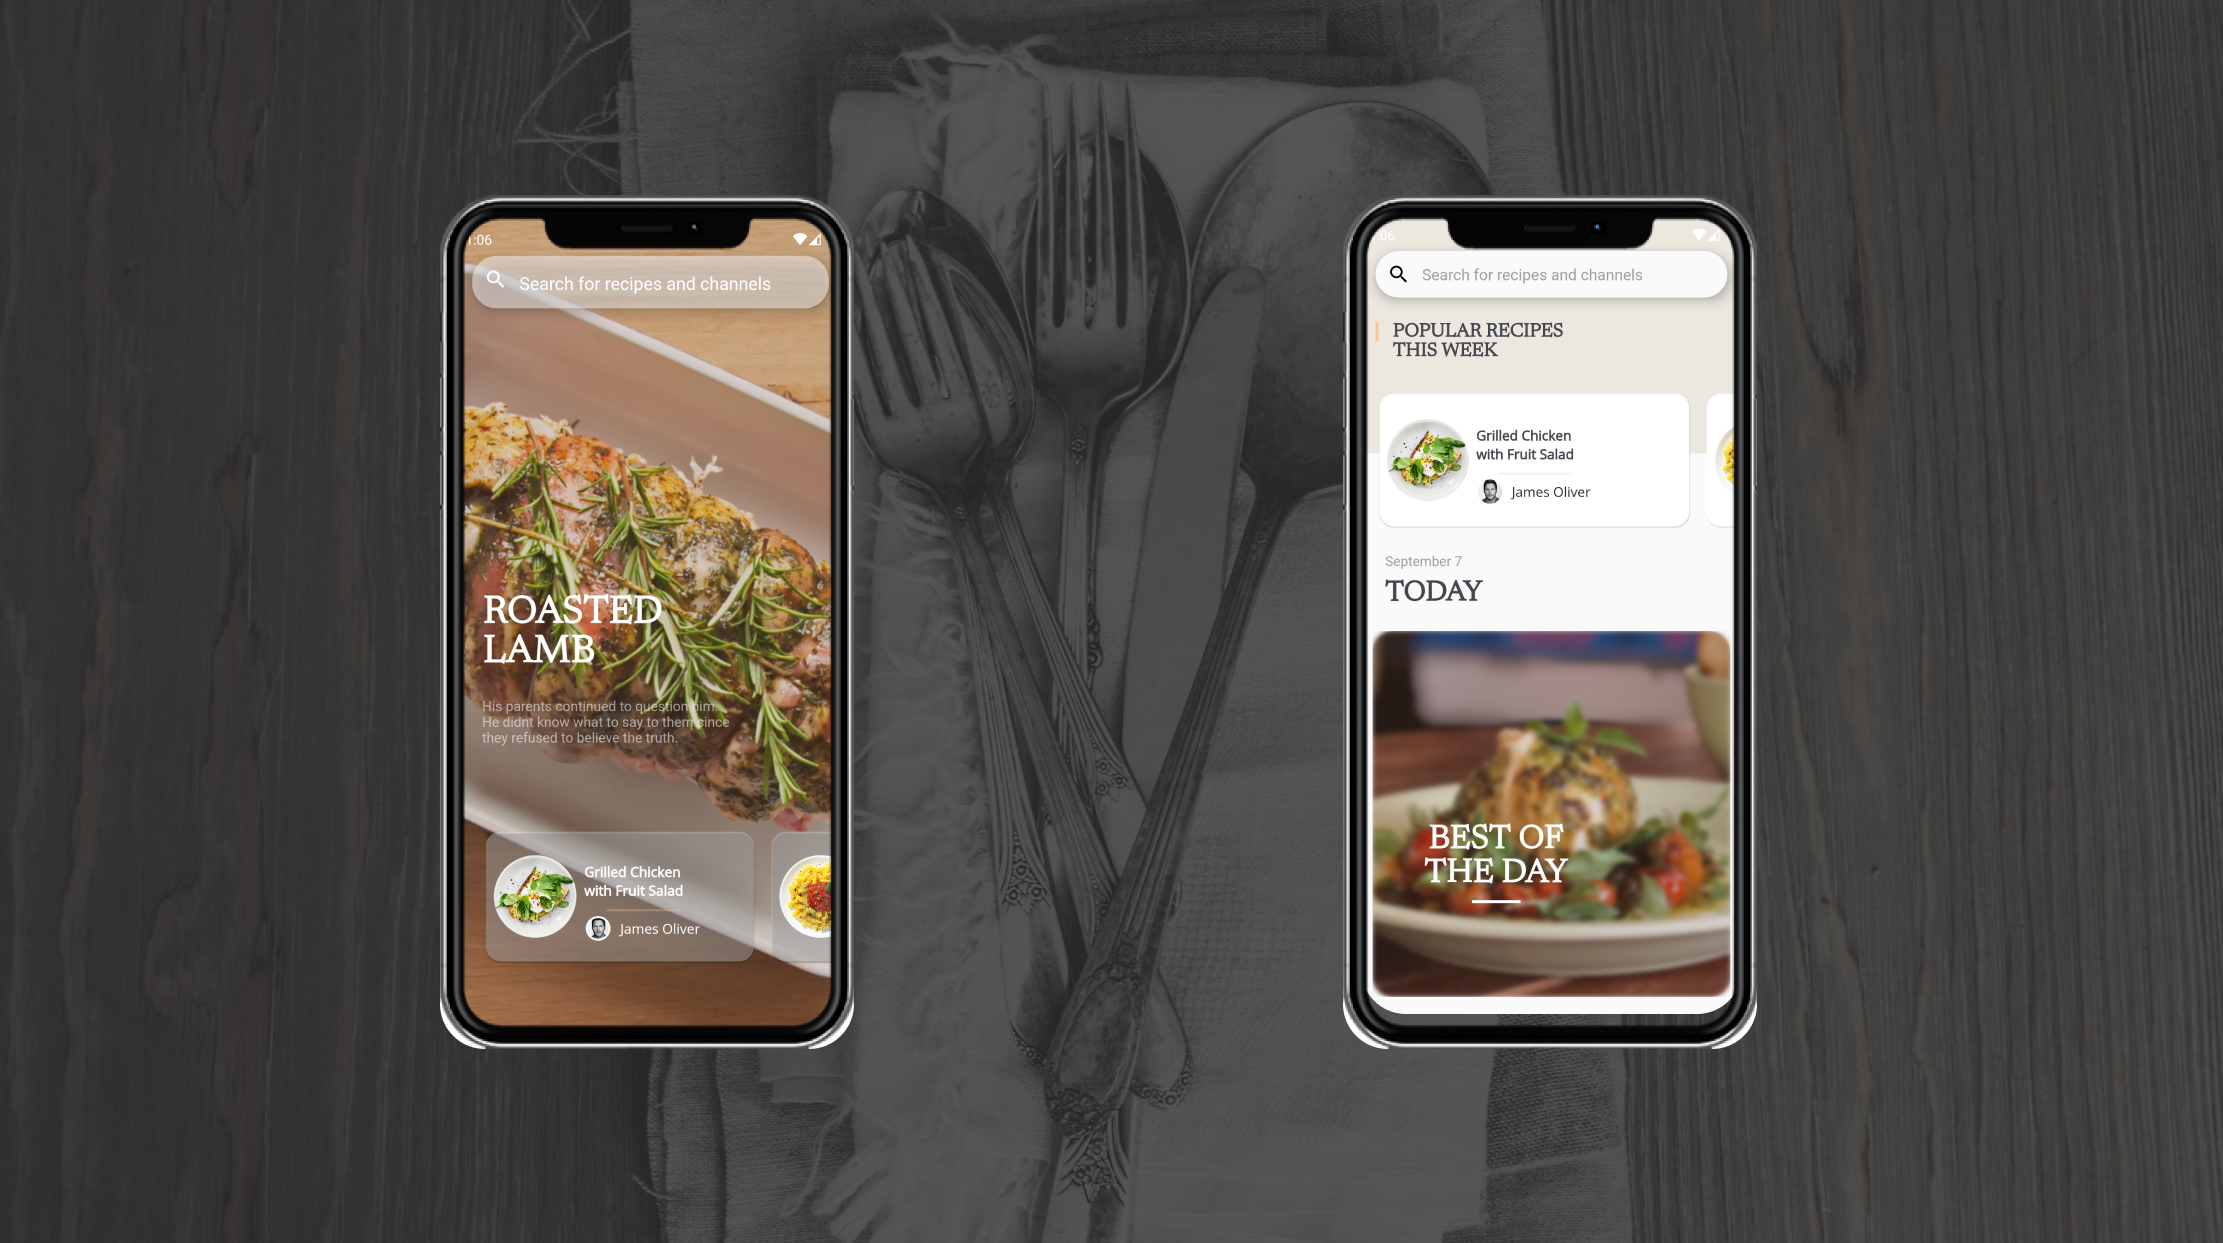 :06
Search for recipes and channels
ROASTED
LAMB
His parents continued to question him.
He didnt know what to say to them since
they refused to believe the truth.
Grilled Chicken
with Fruit Salad
James Oliver
:06
Search for recipes and channels
POPULAR RECIPES
THIS WEEK
Grilled Chicken
with Fruit Salad
James Oliver
September 7
TODAY
BEST OF
THE DAY